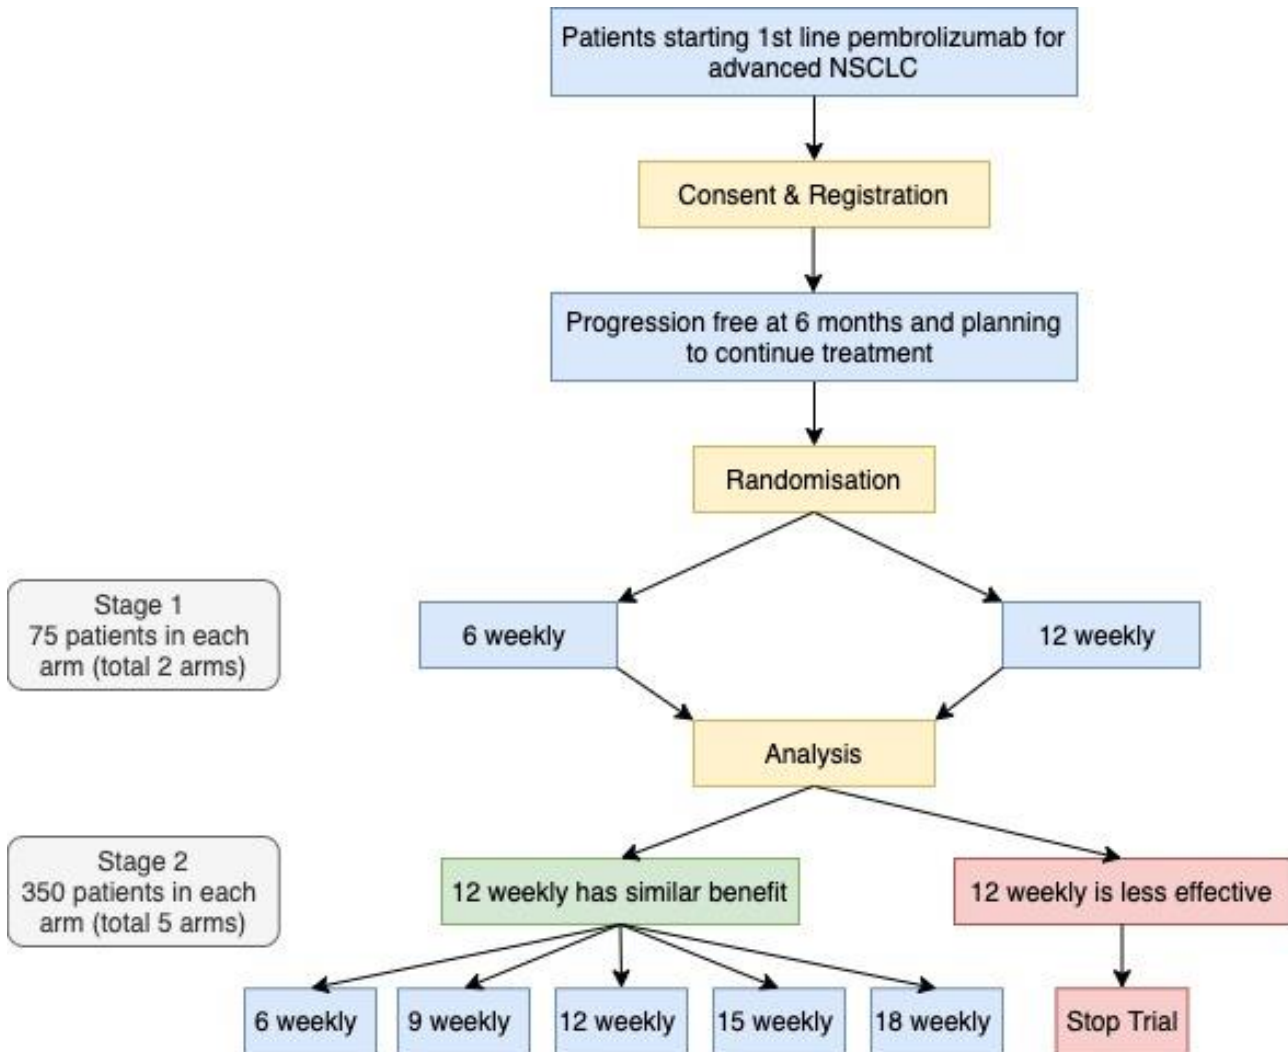 Patients starting 1st line pembrolizumab for
advanced NSCLC
Consent & Registration
Progression free at 6 months and planning
to continue treatment
Randomisation
Stage 1
75 patients in each
arm (total 2 arms)
6 weekly
12 weekly
Analysis
Stage 2
350 patients in each
arm (total 5 arms)
12 weekly has similar benefit
12 weekly is less effective
6 weekly
9 weekly
12 weekly
15 weekly
18 weekly
Stop Trial